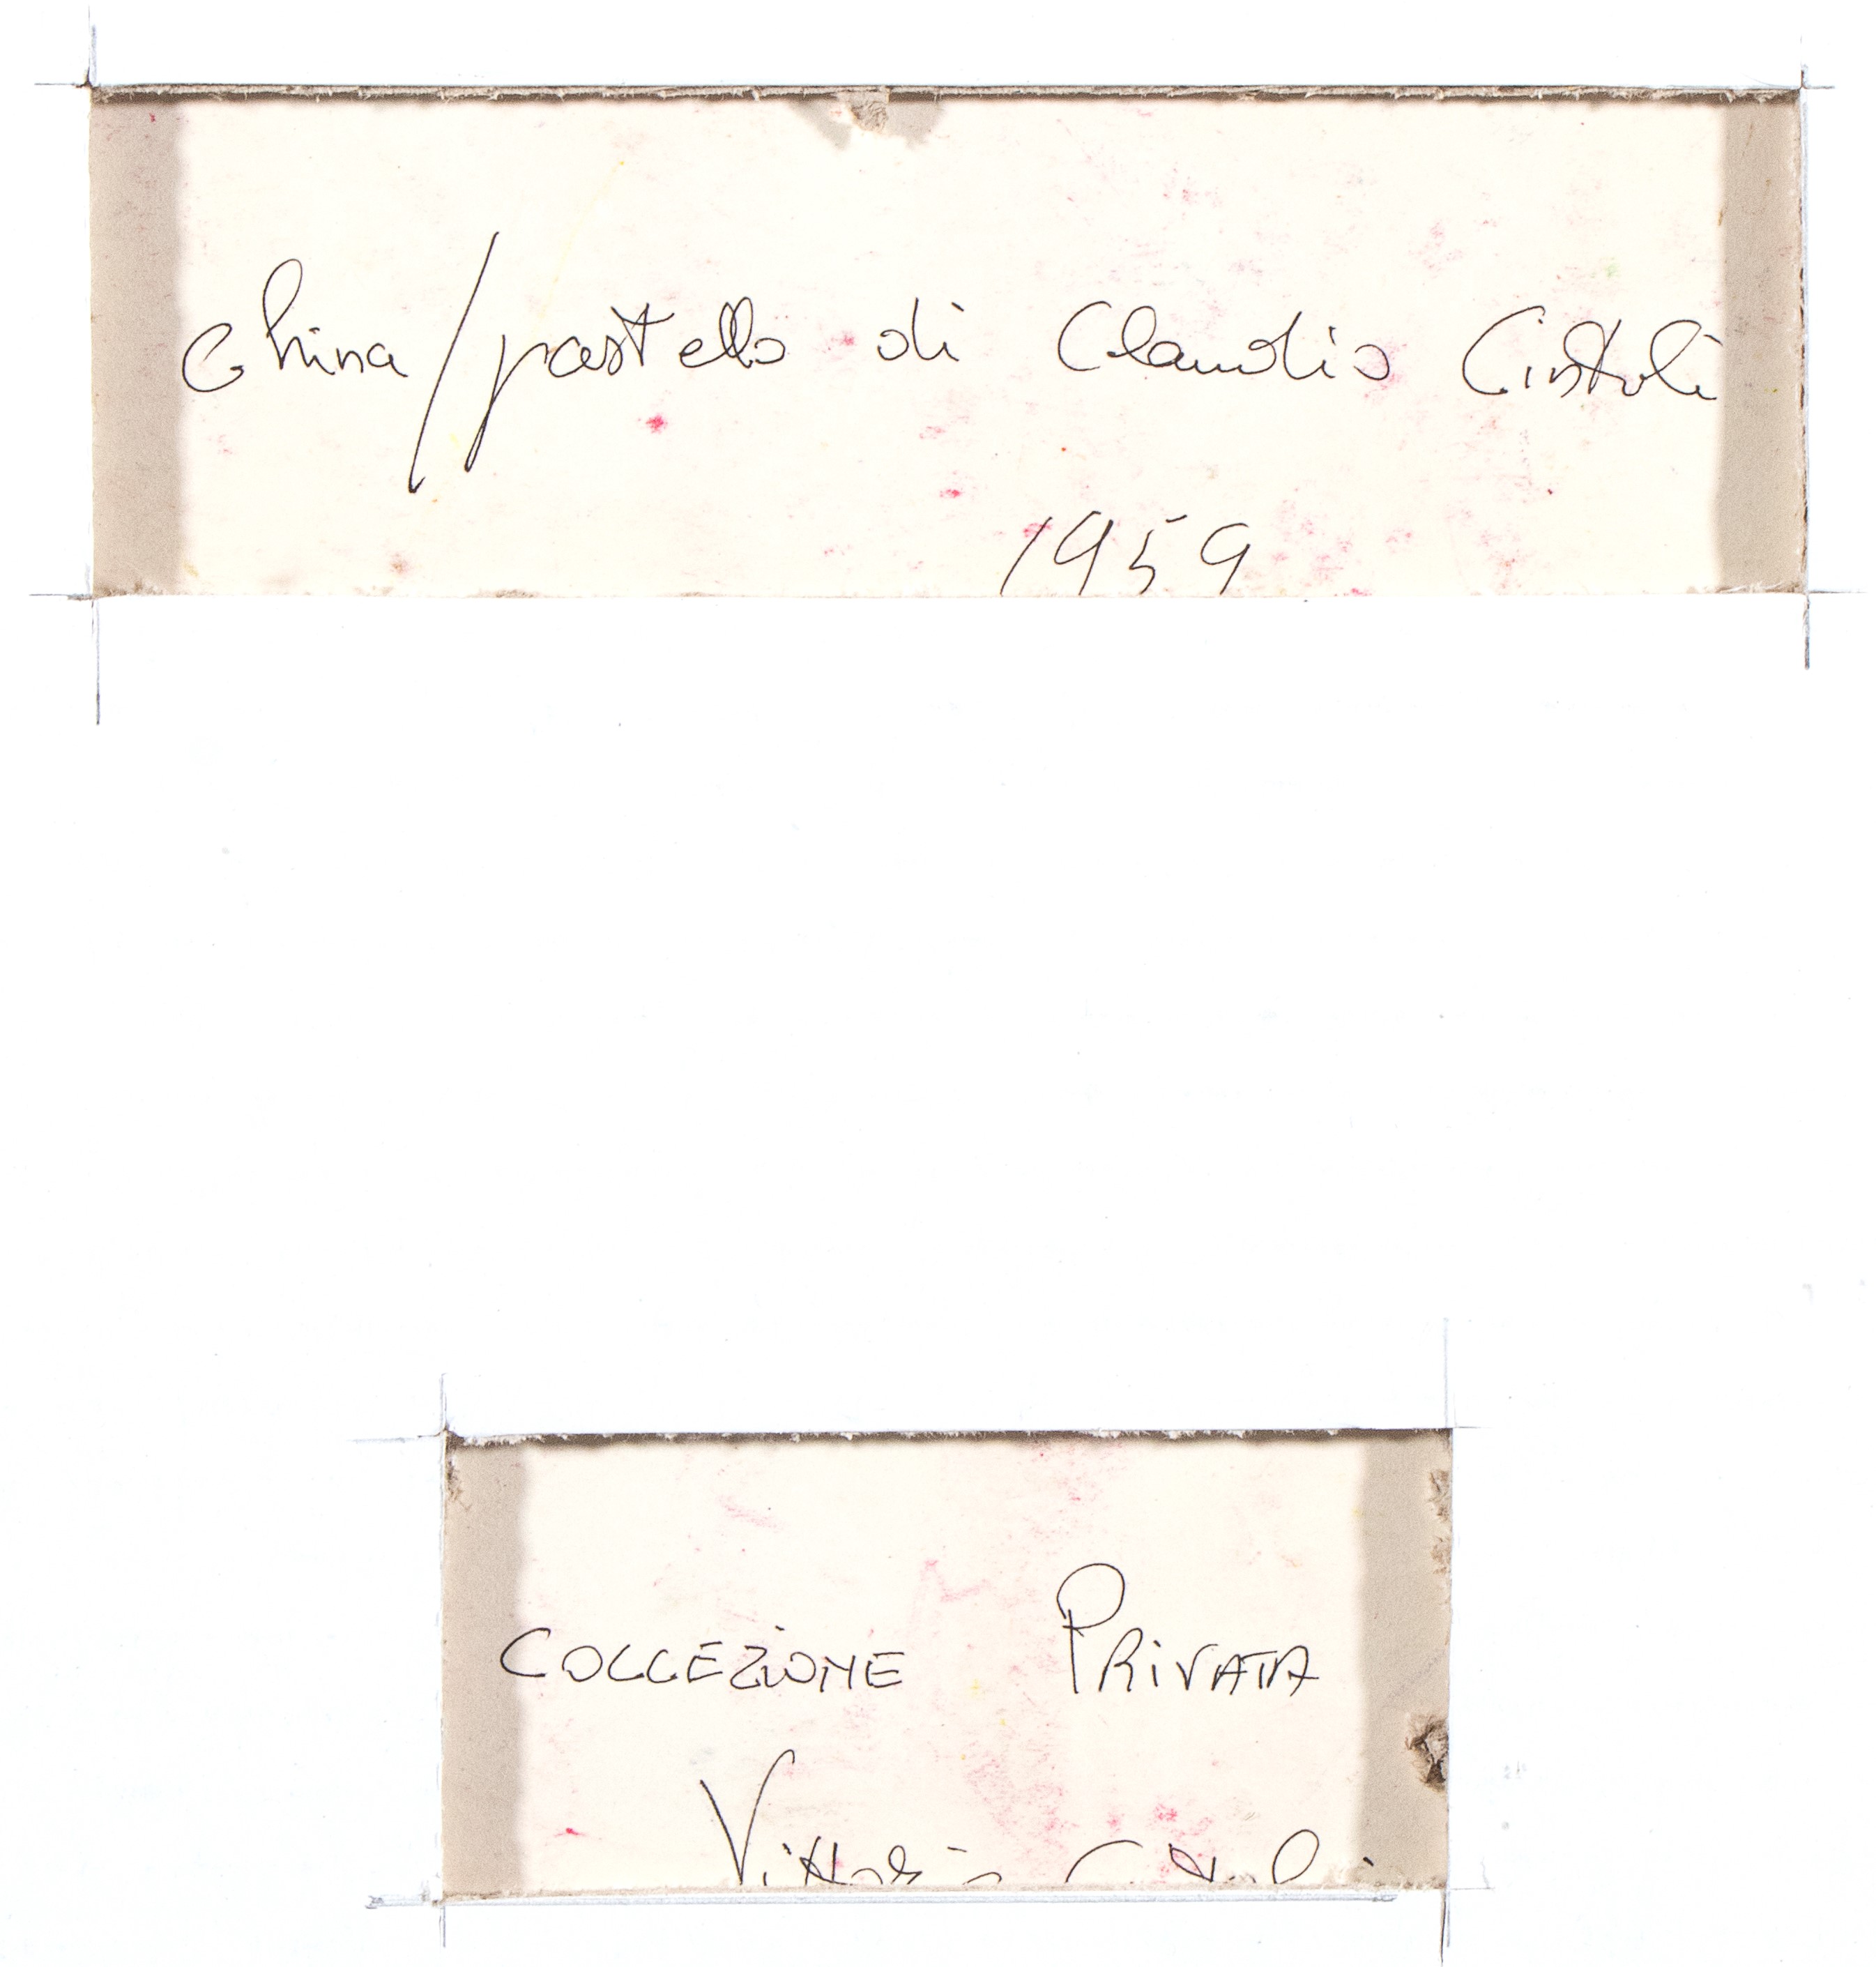 china/pastello di Claudio Cintoli
1959
COLLEZIONE PRIVATA